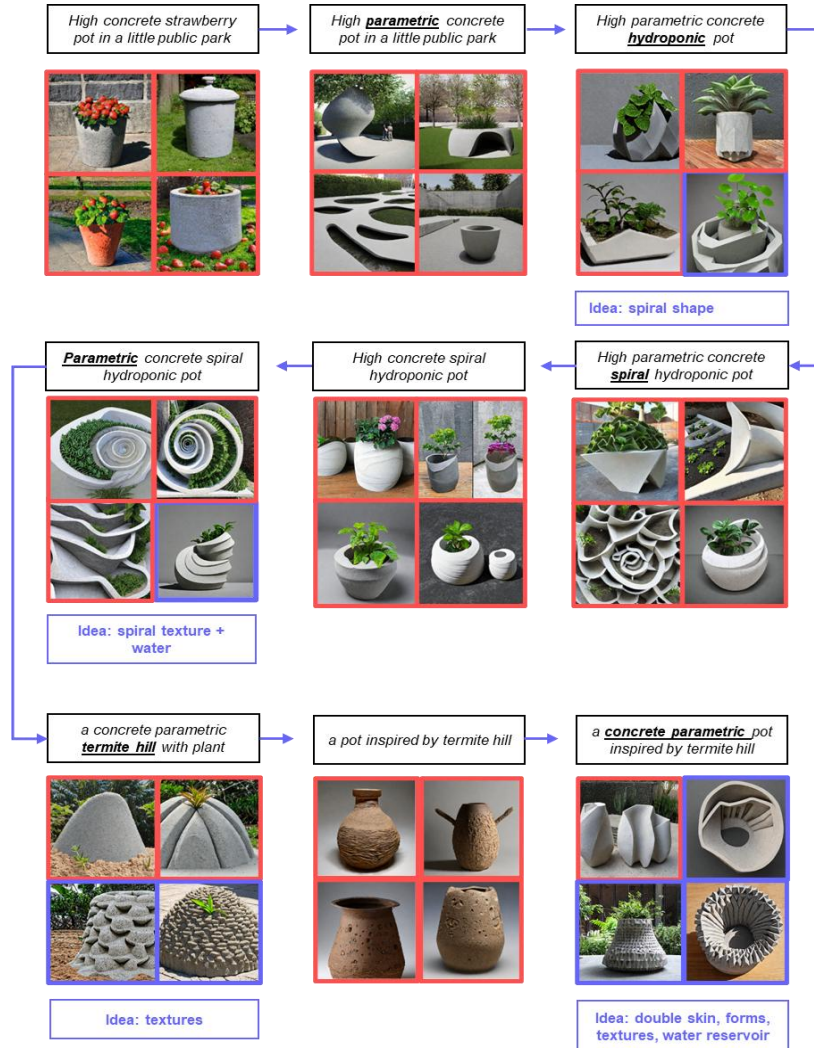 High concrete strawberry
pot in a little public park
High parametric concrete
pot in a little public park
High parametric concrete
hydroponic pot
Idea: spiral shape
High parametric concrete
spiral hydroponic pot
High concrete spiral
hydroponic pot
Parametric concrete spiral
hydroponic pot
Idea: spiral texture +
water
a concrete parametric
termite hill with plant
a pot inspired by termite hill
a concrete parametric pot
inspired by termite hill
Idea: textures
Idea: double skin, forms,
textures, water reservoir